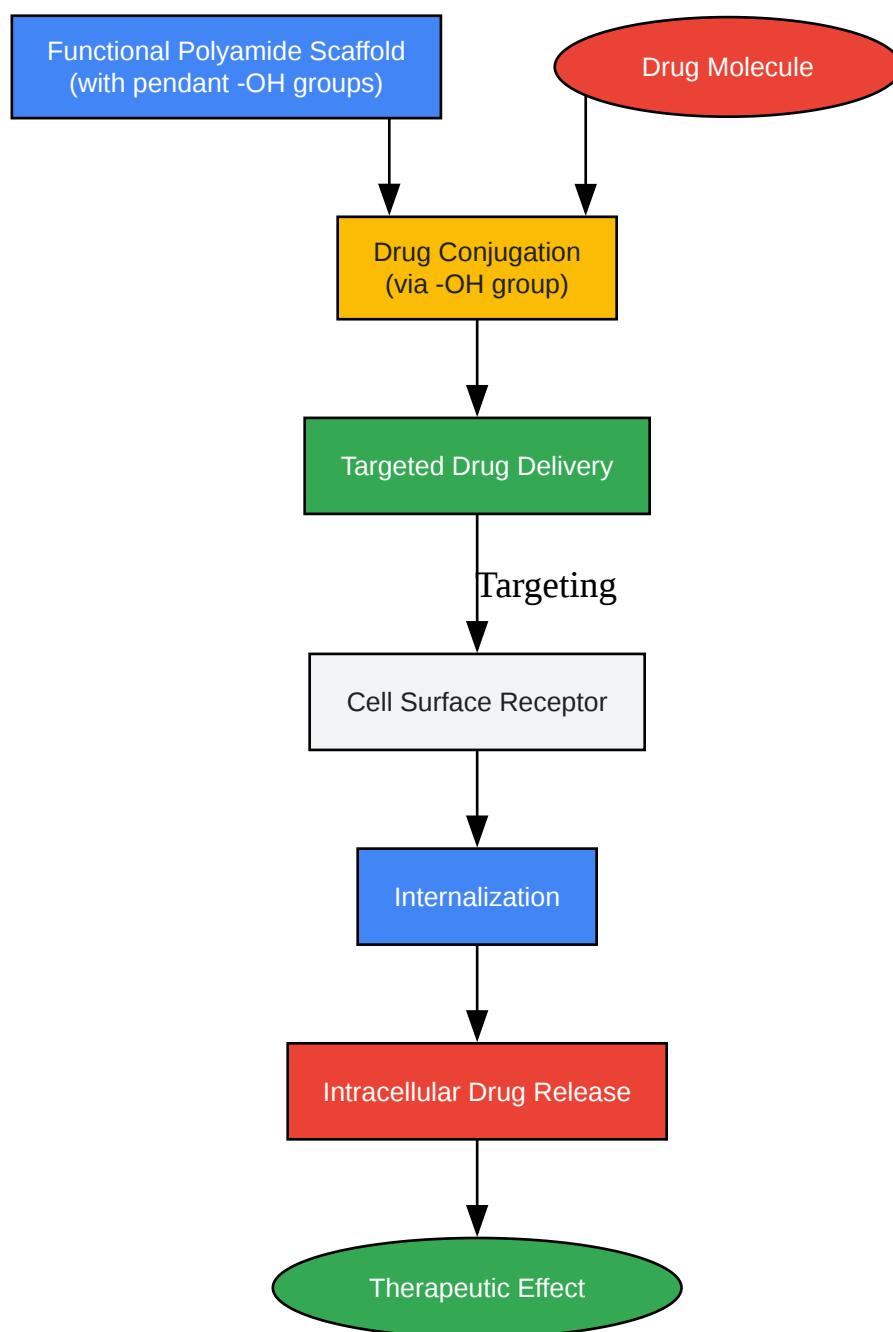 Functional Polyamide Scaffold
(with pendant -OH groups)
Drug Molecule
Drug Conjugation
(via -OH group)
Targeted Drug Delivery
Targeting
Cell Surface Receptor
Internalization
Intracellular Drug Release
Therapeutic Effect